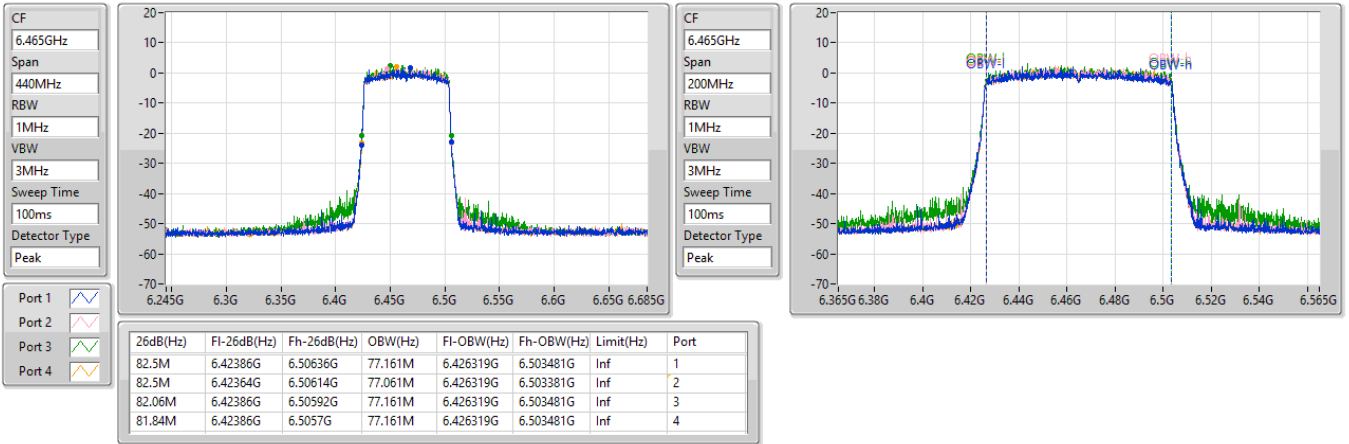 CF
6.465GHz
Span
440MHz
RBW
1MHz
VBW
3MHz
Sweep Time
100ms
Detector Type
Peak
20
10
0
-10
-20
-30
-40
-50
-60
-70
6.245G 6.3G 6.35G 6.4G 6.45G 6.5G 6.55G 6.6G 6.65G 6.685G
CF
6.465GHz
Span
200MHz
RBW
1MHz
VBW
3MHz
Sweep Time
100ms
Detector Type
Peak
20
10
0
-10
-20
-30
-40
-50
-60
-70
OBW-l OBW-h
6.365G 6.38G 6.4G 6.42G 6.44G 6.46G 6.48G 6.5G 6.52G 6.54G 6.565G
Port 1
Port 2
Port 3
Port 4
26dB(Hz) Fl-26dB(Hz) Fh-26dB(Hz) OBW(Hz) Fl-OBW(Hz) Fh-OBW(Hz) Limit(Hz) Port
82.5M 6.42386G 6.50636G 77.161M 6.426319G 6.503481G Inf 1
82.5M 6.42364G 6.50614G 77.061M 6.426319G 6.503381G Inf 2
82.06M 6.42386G 6.50592G 77.161M 6.426319G 6.503481G Inf 3
81.84M 6.42386G 6.5057G 77.161M 6.426319G 6.503481G Inf 4